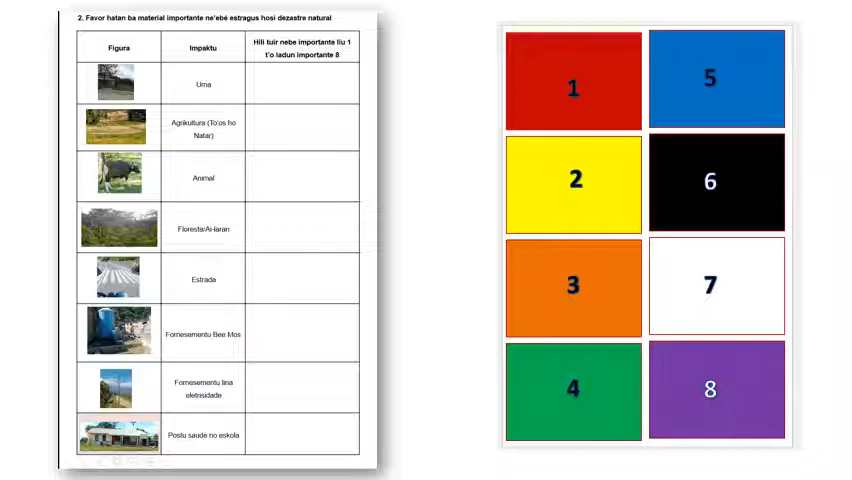 2. Favor hatan ba material importante ne'ebé estragus hosi dezastre natural
Figura
Impaktu
Hili tuir nebe importante liu 1
t'o ladun importante 8
Uma
Agrikultura (To'os ho
Natar)
Animal
Floresta/Ai-laran
Estrada
Fornesementu Bee Mos
Fornesementu lina
eletrisidade
Postu saude no eskola
1
2
3
4
5
6
7
8